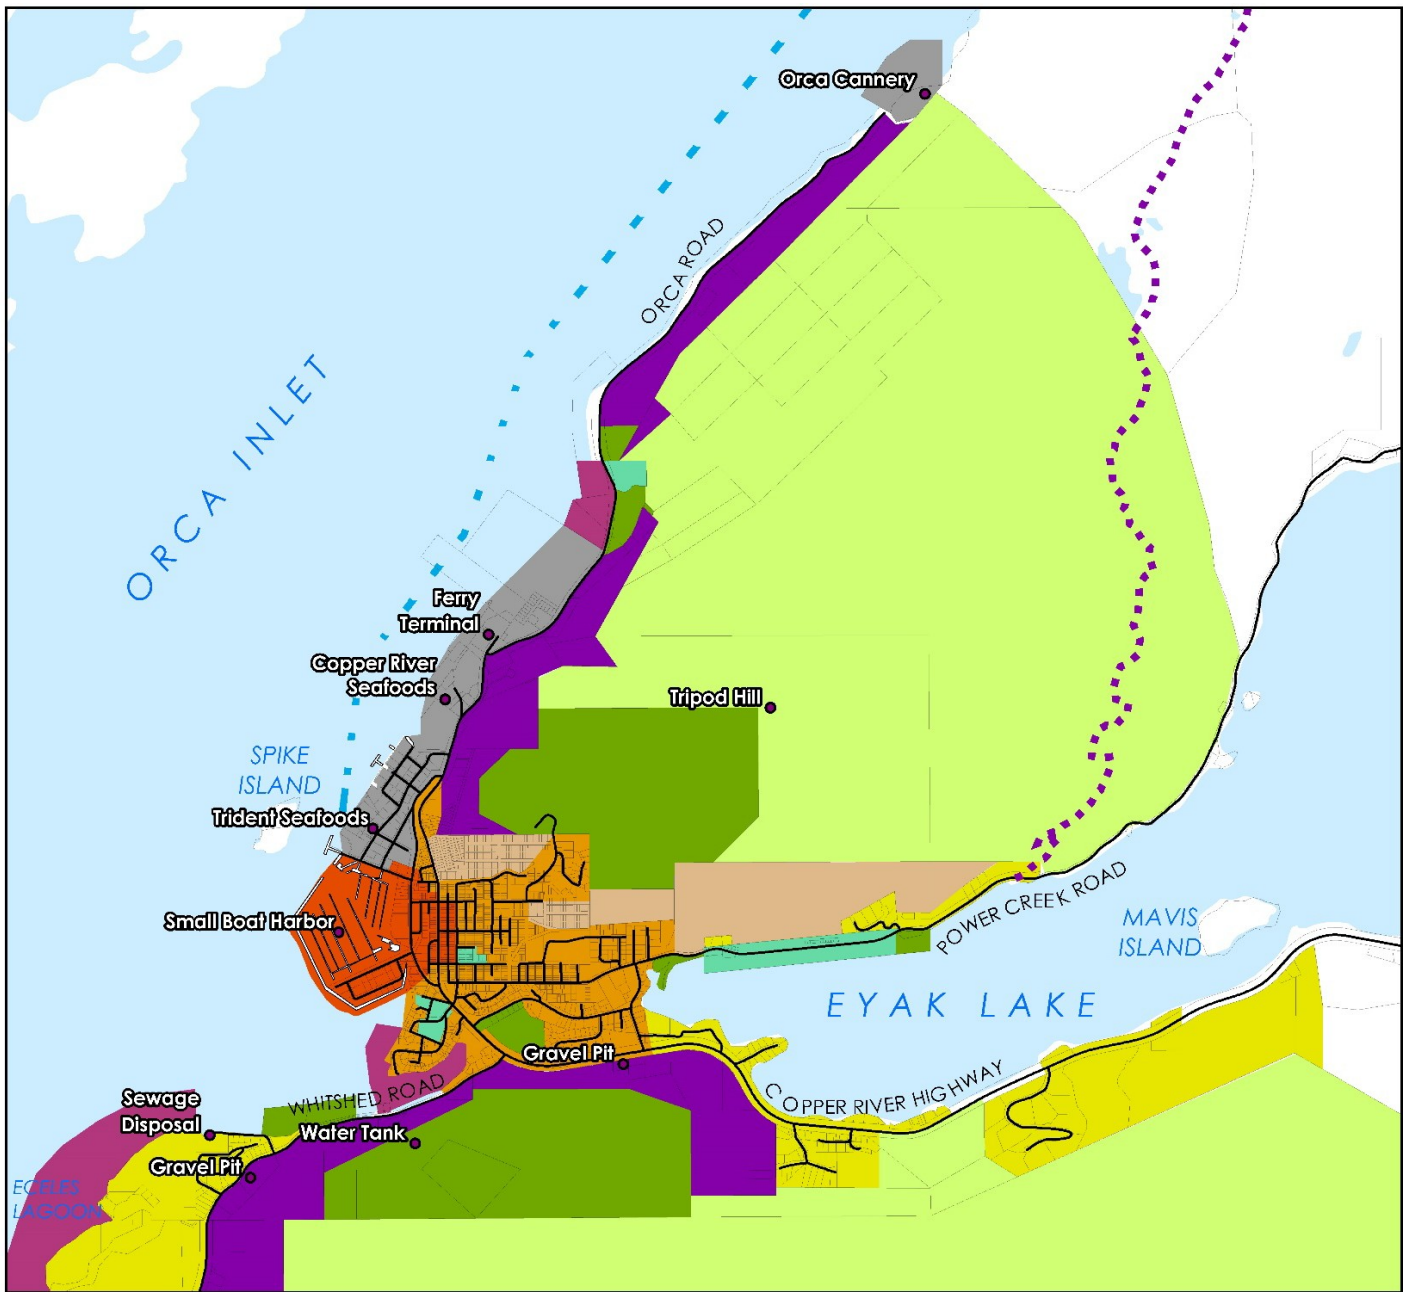 Orca Cannery
ORCA ROAD
ORCA INLET
Ferry
Terminal
Copper River
Seafoods
Tripod Hill
SPIKE
ISLAND
Trident Seafoods
Small Boat Harbor
POWER CREEK ROAD
MAVIS
ISLAND
EYAK LAKE
Gravel Pit
COPPER RIVER HIGHWAY
Sewage
Disposal
WHITSHED ROAD
Water Tank
Gravel Pit
ECELES
LAGOON